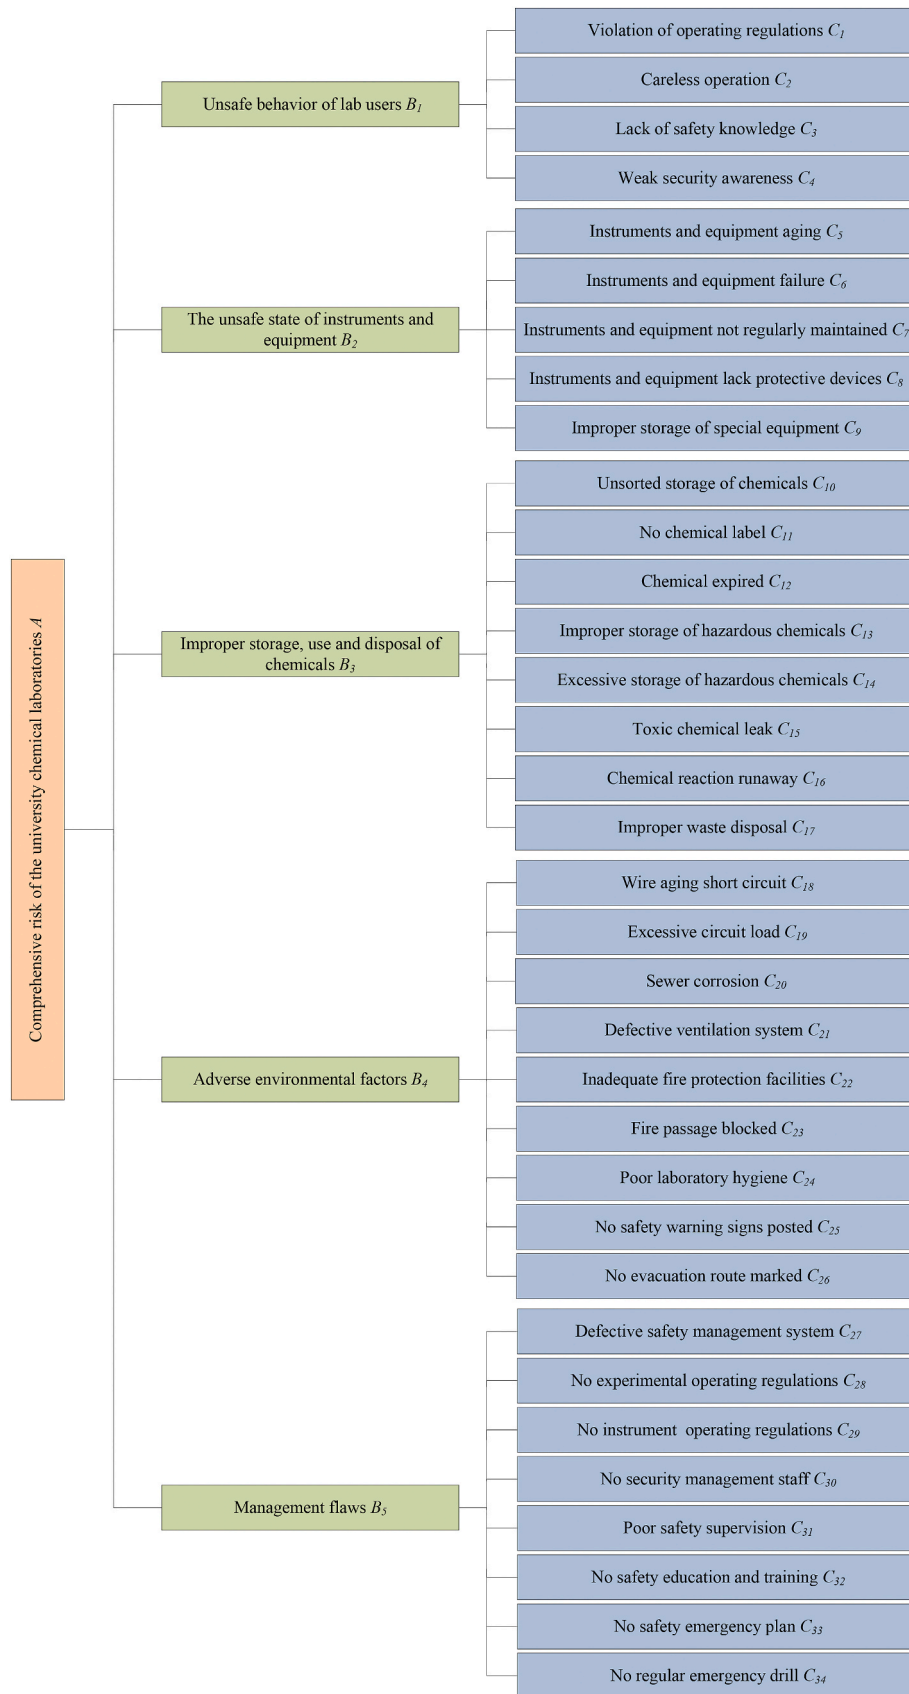 Comprehensive risk of the university chemical laboratories A
Unsafe behavior of lab users B1
Violation of operating regulations C1
Careless operation C2
Lack of safety knowledge C3
Weak security awareness C4
The unsafe state of instruments and
equipment B2
Instruments and equipment aging C5
Instruments and equipment failure C6
Instruments and equipment not regularly maintained C7
Instruments and equipment lack protective devices C8
Improper storage of special equipment C9
Improper storage, use and disposal of
chemicals B3
Unsorted storage of chemicals C10
No chemical label C11
Chemical expired C12
Improper storage of hazardous chemicals C13
Excessive storage of hazardous chemicals C14
Toxic chemical leak C15
Chemical reaction runaway C16
Improper waste disposal C17
Adverse environmental factors B4
Wire aging short circuit C18
Excessive circuit load C19
Sewer corrosion C20
Defective ventilation system C21
Inadequate fire protection facilities C22
Fire passage blocked C23
Poor laboratory hygiene C24
No safety warning signs posted C25
No evacuation route marked C26
Management flaws B5
Defective safety management system C27
No experimental operating regulations C28
No instrument operating regulations C29
No security management staff C30
Poor safety supervision C31
No safety education and training C32
No safety emergency plan C33
No regular emergency drill C34